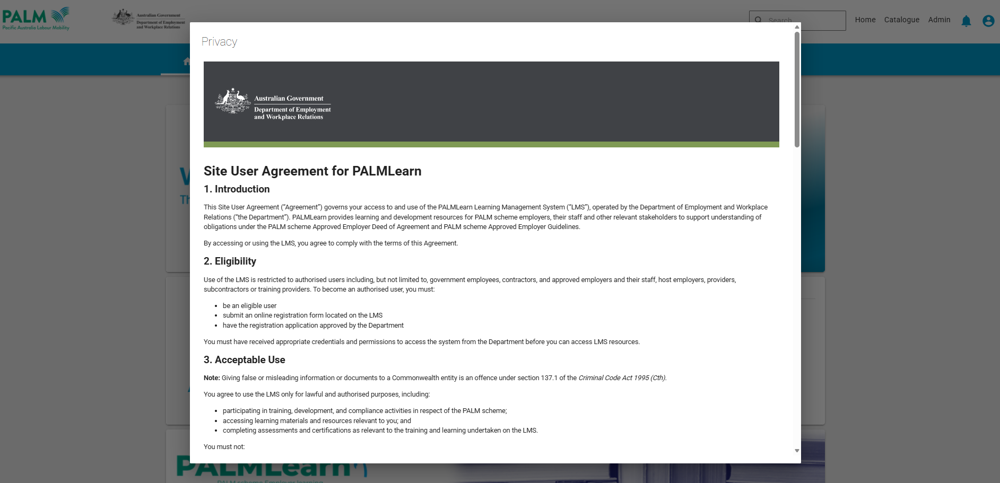 PALM
Pacific Australia Labour Mobility
Australian Government
Department of Employment
and Workplace Relations
Search
Home
Catalogue
Admin
Privacy
Australian Government
Department of Employment
and Workplace Relations
Site User Agreement for PALMLearn
1. Introduction
This Site User Agreement (“Agreement”) governs your access to and use of the PALMLearn Learning Management System (“LMS”), operated by the Department of Employment and Workplace
Relations (“the Department”). PALMLearn provides learning and development resources for PALM scheme employers, their staff and other relevant stakeholders to support understanding of
obligations under the PALM scheme Approved Employer Deed of Agreement and PALM scheme Approved Employer Guidelines.
By accessing or using the LMS, you agree to comply with the terms of this Agreement.
2. Eligibility
Use of the LMS is restricted to authorised users including, but not limited to, government employees, contractors, and approved employers and their staff, host employers, providers,
subcontractors or training providers. To become an authorised user, you must:
• be an eligible user
• submit an online registration form located on the LMS
• have the registration application approved by the Department
You must have received appropriate credentials and permissions to access the system from the Department before you can access LMS resources.
3. Acceptable Use
Note: Giving false or misleading information or documents to a Commonwealth entity is an offence under section 137.1 of the Criminal Code Act 1995 (Cth).
You agree to use the LMS only for lawful and authorised purposes, including:
• participating in training, development, and compliance activities in respect of the PALM scheme;
• accessing learning materials and resources relevant to you; and
• completing assessments and certifications as relevant to the training and learning undertaken on the LMS.
You must not:
PALMLearn
PALM scheme Employer learning